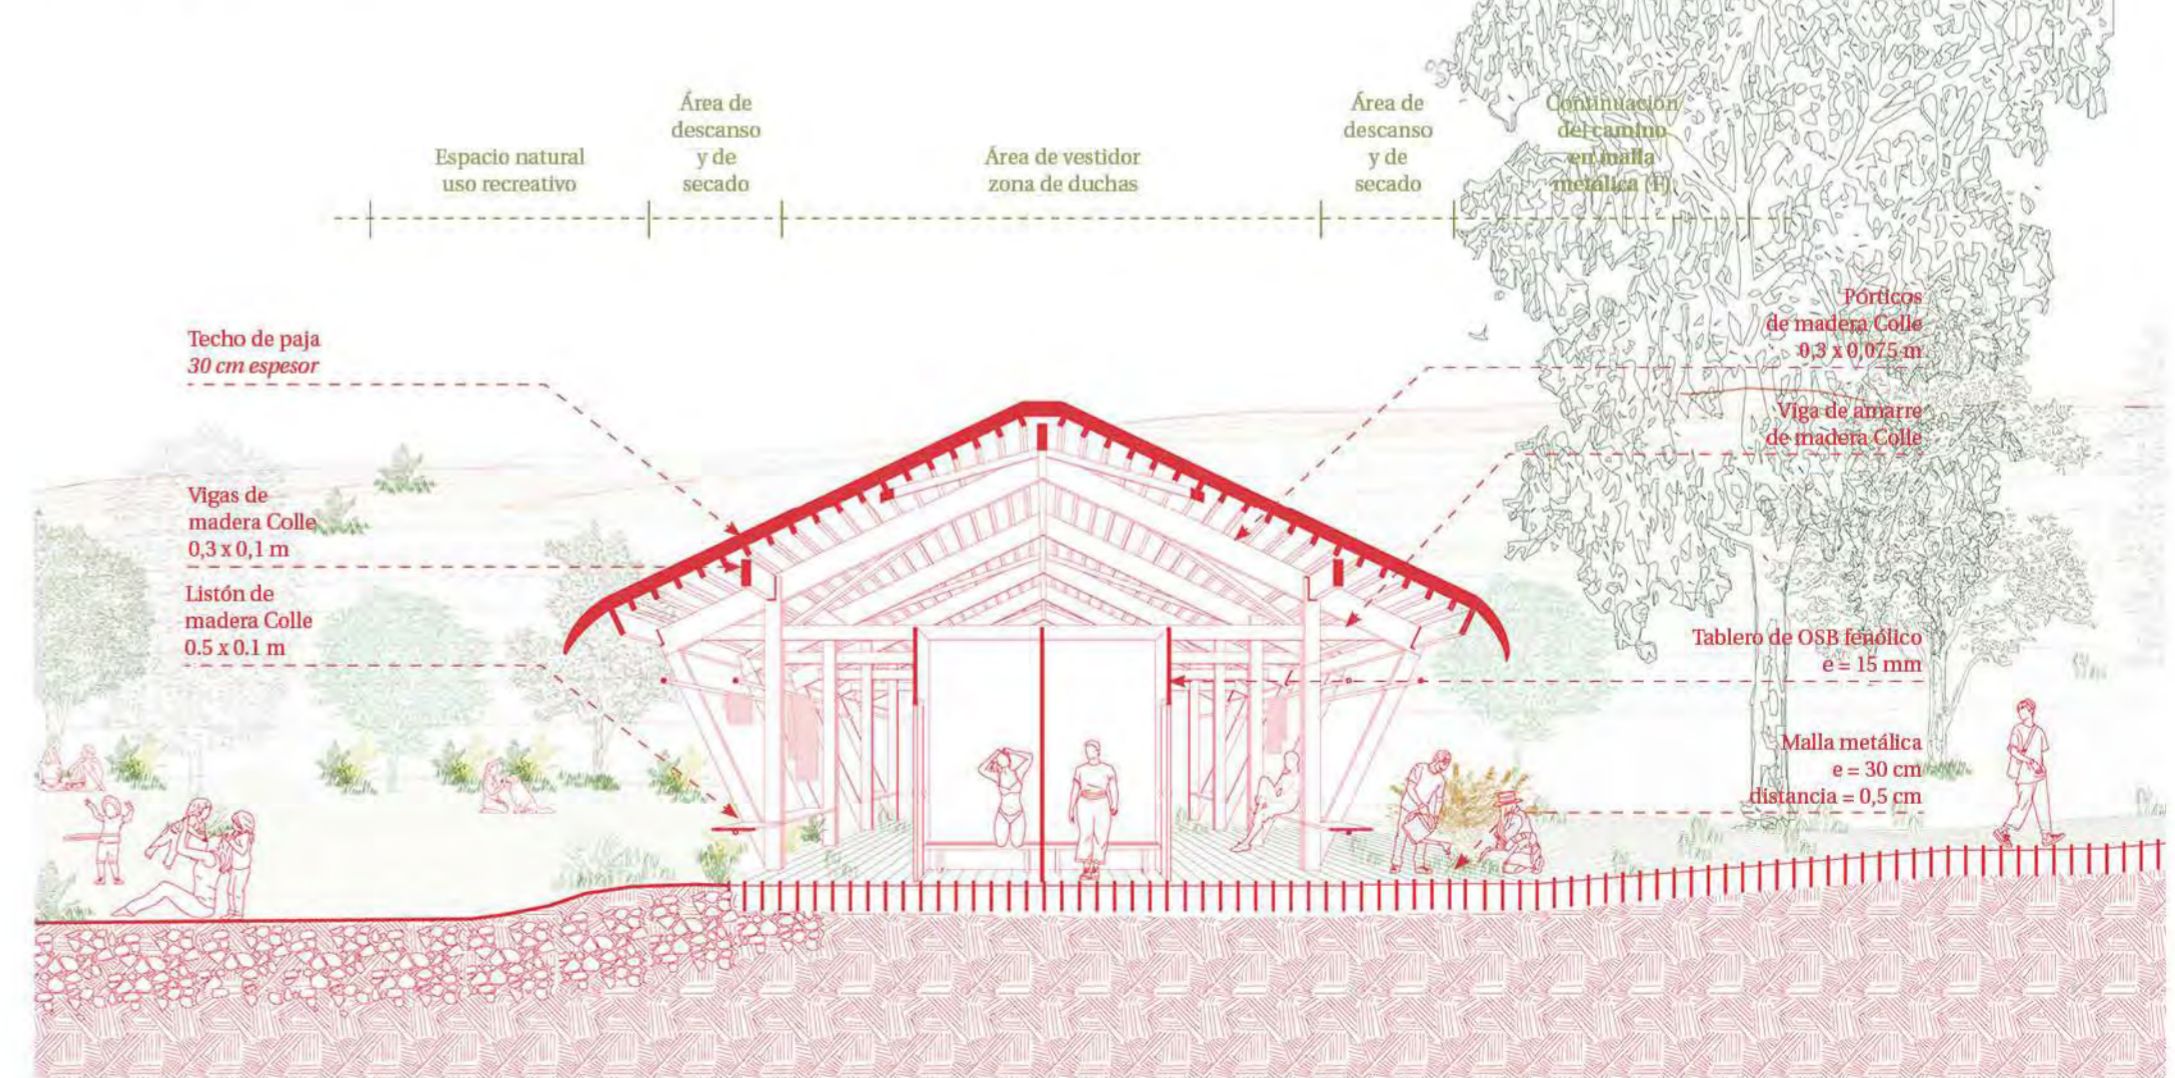 Espacio natural
uso recreativo
Área de
descanso
y de
secado
Área de vestidor
zona de duchas
Área de
descanso
y de
secado
Continuación
del camino
en malla
metálica (F)
Techo de paja
30 cm espesor
Vigas de
madera Colle
0,3 x 0,1 m
Listón de
madera Colle
0.5 x 0.1 m
Pórticos
de madera Colle
0,3 x 0,075 m
Viga de amarre
de madera Colle
Tablero de OSB fenólico
e = 15 mm
Malla metálica
e = 30 cm
distancia = 0,5 cm